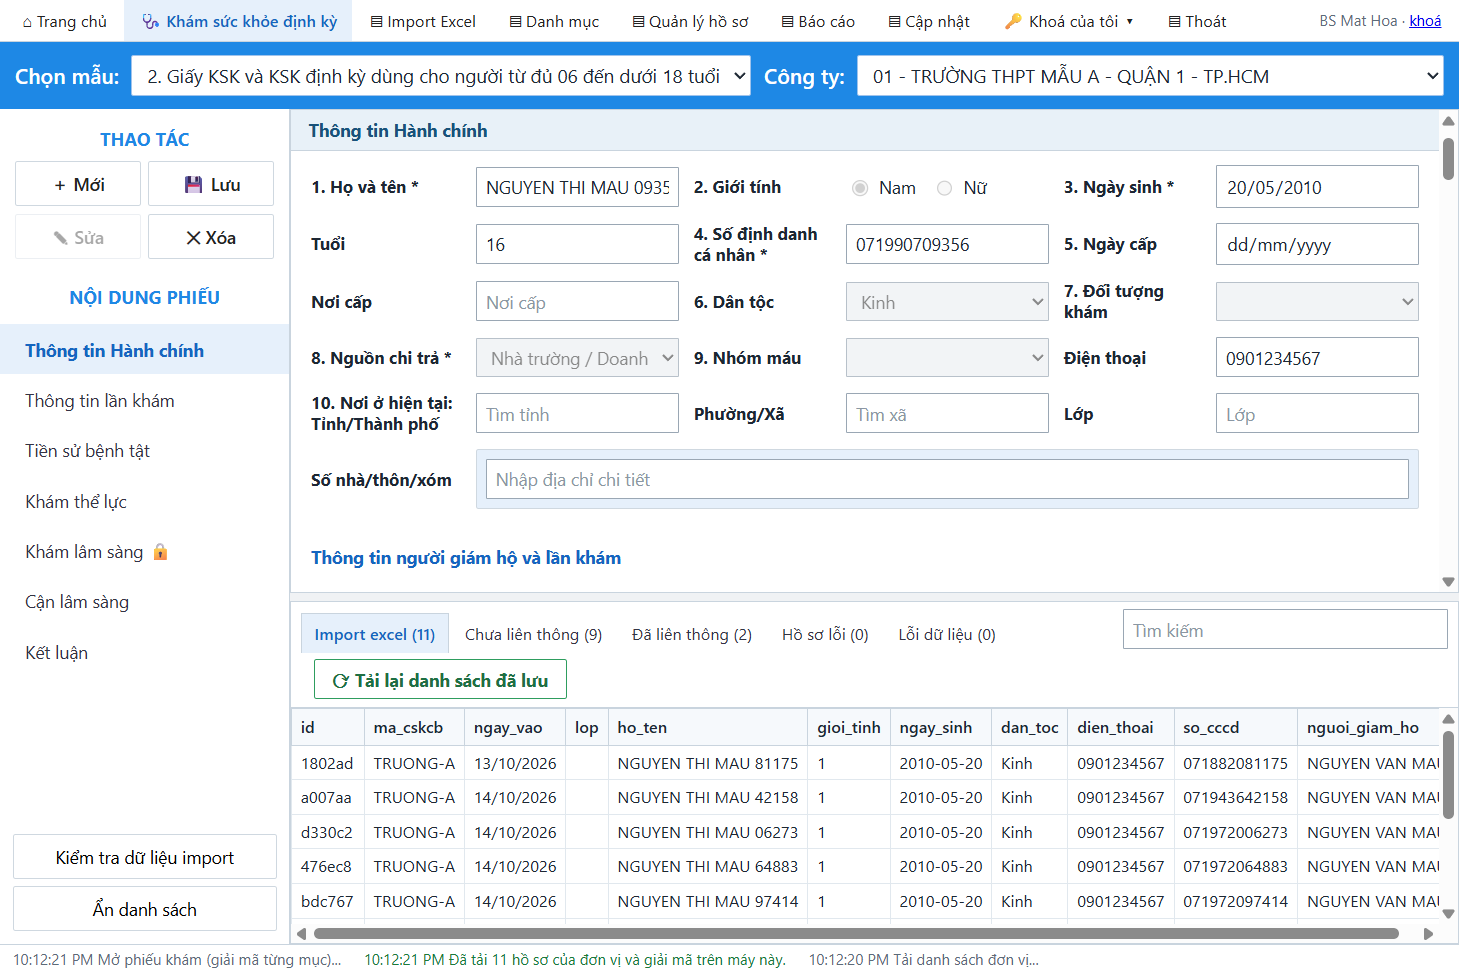 Trang chủ Khám sức khỏe định kỳ Import Excel Danh mục Quản lý hồ sơ Báo cáo Cập nhật Khoá của tôi Thoát BS Mat Hoa · khoá
Chọn mẫu: 2. Giấy KSK và KSK định kỳ dùng cho người từ đủ 06 đến dưới 18 tuổi Công ty: 01 - TRƯỜNG THPT MẪU A - QUẬN 1 - TP.HCM
THAO TÁC
+ Mới Lưu
Sửa Xóa
NỘI DUNG PHIẾU
Thông tin Hành chính
Thông tin lần khám
Tiền sử bệnh tật
Khám thể lực
Khám lâm sàng
Cận lâm sàng
Kết luận
Kiểm tra dữ liệu import
Ẩn danh sách
Thông tin Hành chính
1. Họ và tên * NGUYEN THI MAU 0935 2. Giới tính Nam Nữ 3. Ngày sinh * 20/05/2010
Tuổi 16 4. Số định danh cá nhân * 071990709356 5. Ngày cấp dd/mm/yyyy
Nơi cấp Nơi cấp 6. Dân tộc Kinh 7. Đối tượng khám
8. Nguồn chi trả * Nhà trường / Doanh 9. Nhóm máu Điện thoại 0901234567
10. Nơi ở hiện tại: Tỉnh/Thành phố Tìm tỉnh Phường/Xã Tìm xã Lớp Lớp
Số nhà/thôn/xóm Nhập địa chỉ chi tiết
Thông tin người giám hộ và lần khám
Import excel (11) Chưa liên thông (9) Đã liên thông (2) Hồ sơ lỗi (0) Lỗi dữ liệu (0) Tìm kiếm
Tải lại danh sách đã lưu
id ma_cskcb ngay_vao lop ho_ten gioi_tinh ngay_sinh dan_toc dien_thoai so_cccd nguoi_giam_ho
1802ad TRUONG-A 13/10/2026 NGUYEN THI MAU 81175 1 2010-05-20 Kinh 0901234567 071882081175 NGUYEN VAN MAU
a007aa TRUONG-A 14/10/2026 NGUYEN THI MAU 42158 1 2010-05-20 Kinh 0901234567 071943642158 NGUYEN VAN MAU
d330c2 TRUONG-A 14/10/2026 NGUYEN THI MAU 06273 1 2010-05-20 Kinh 0901234567 071972006273 NGUYEN VAN MAU
476ec8 TRUONG-A 14/10/2026 NGUYEN THI MAU 64883 1 2010-05-20 Kinh 0901234567 071972064883 NGUYEN VAN MAU
bdc767 TRUONG-A 14/10/2026 NGUYEN THI MAU 97414 1 2010-05-20 Kinh 0901234567 071972097414 NGUYEN VAN MAU
10:12:21 PM Mở phiếu khám (giải mã từng mục)... 10:12:21 PM Đã tải 11 hồ sơ của đơn vị và giải mã trên máy này. 10:12:20 PM Tải danh sách đơn vị...